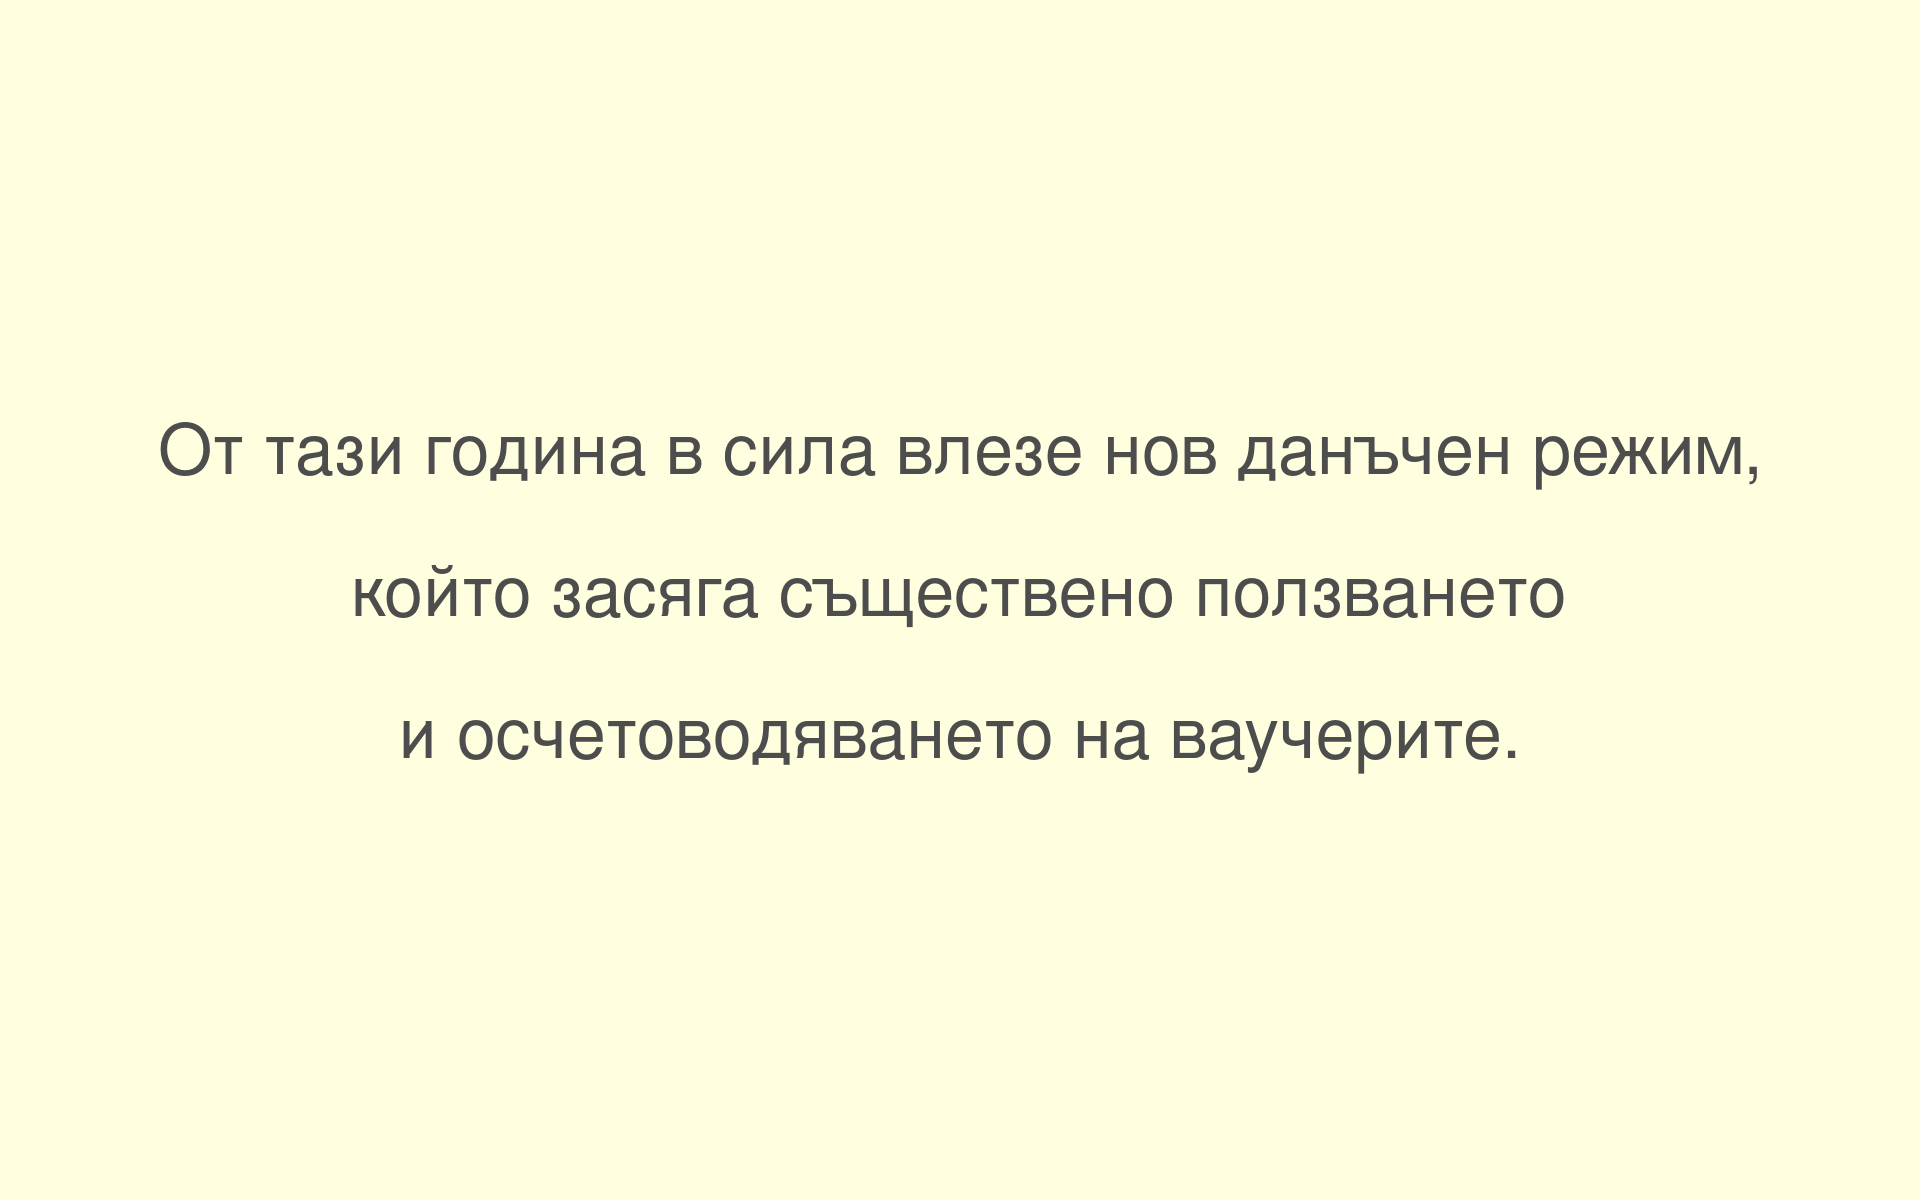 От тази година в сила влезе нов данъчен режим,
който засяга съществено ползването
и осчетоводяването на ваучерите.